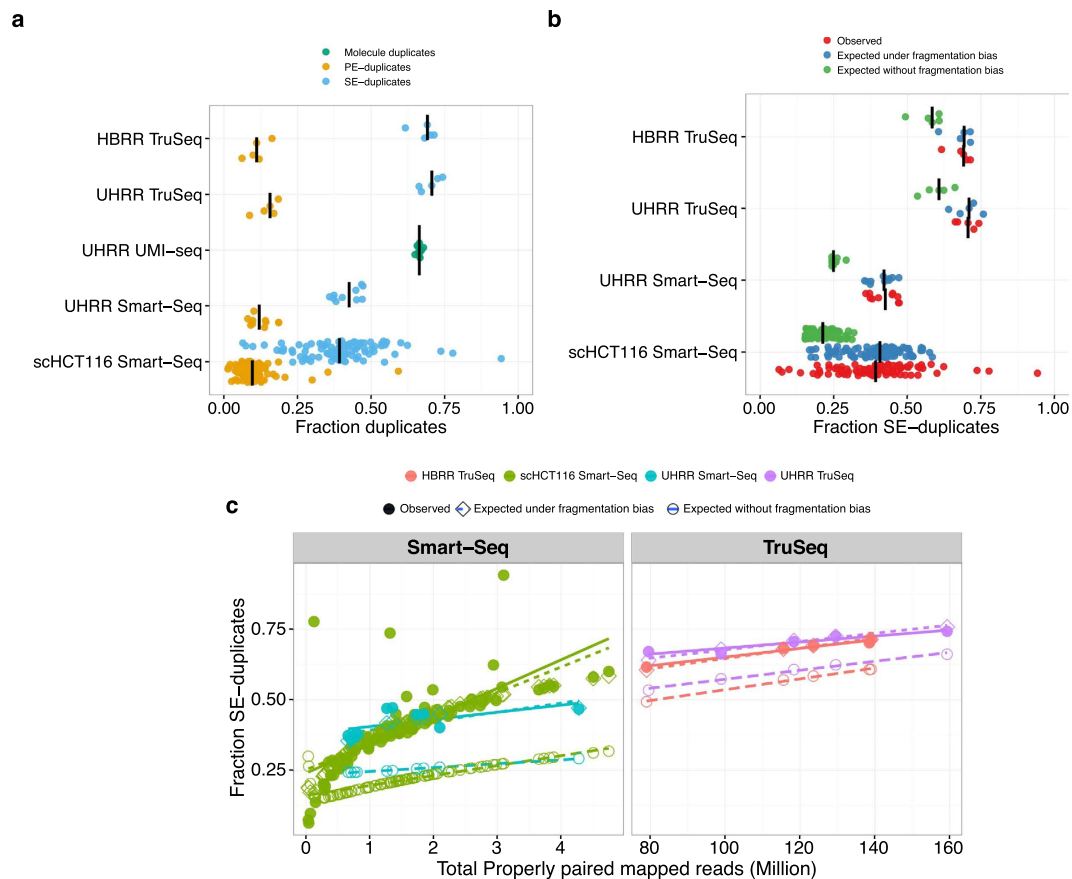 a
Molecule duplicates
PE−duplicates
SE−duplicates
HBRR TruSeq
UHRR TruSeq
UHRR UMI−seq
UHRR Smart−Seq
scHCT116 Smart−Seq
0.00 0.25 0.50 0.75 1.00
Fraction duplicates
b
Observed
Expected under fragmentation bias
Expected without fragmentation bias
HBRR TruSeq
UHRR TruSeq
UHRR Smart−Seq
scHCT116 Smart−Seq
0.00 0.25 0.50 0.75 1.00
Fraction SE−duplicates
HBRR TruSeq scHCT116 Smart−Seq UHRR Smart−Seq UHRR TruSeq
c
Observed Expected under fragmentation bias Expected without fragmentation bias
Smart−Seq TruSeq
Fraction SE−duplicates
0.75
0.50
0.25
0 1 2 3 4 80 100 120 140 160
Total Properly paired mapped reads (Million)